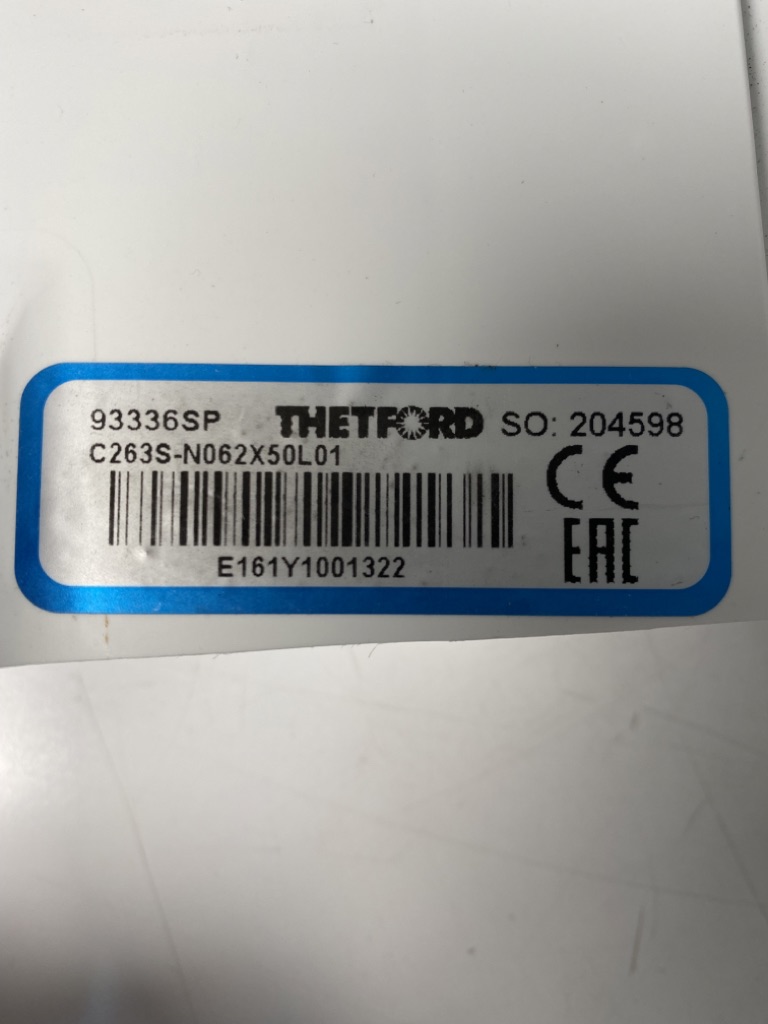 93336SP THETFORD SO: 204598
C263S-N062X50L01
CE
EAC
E161Y1001322